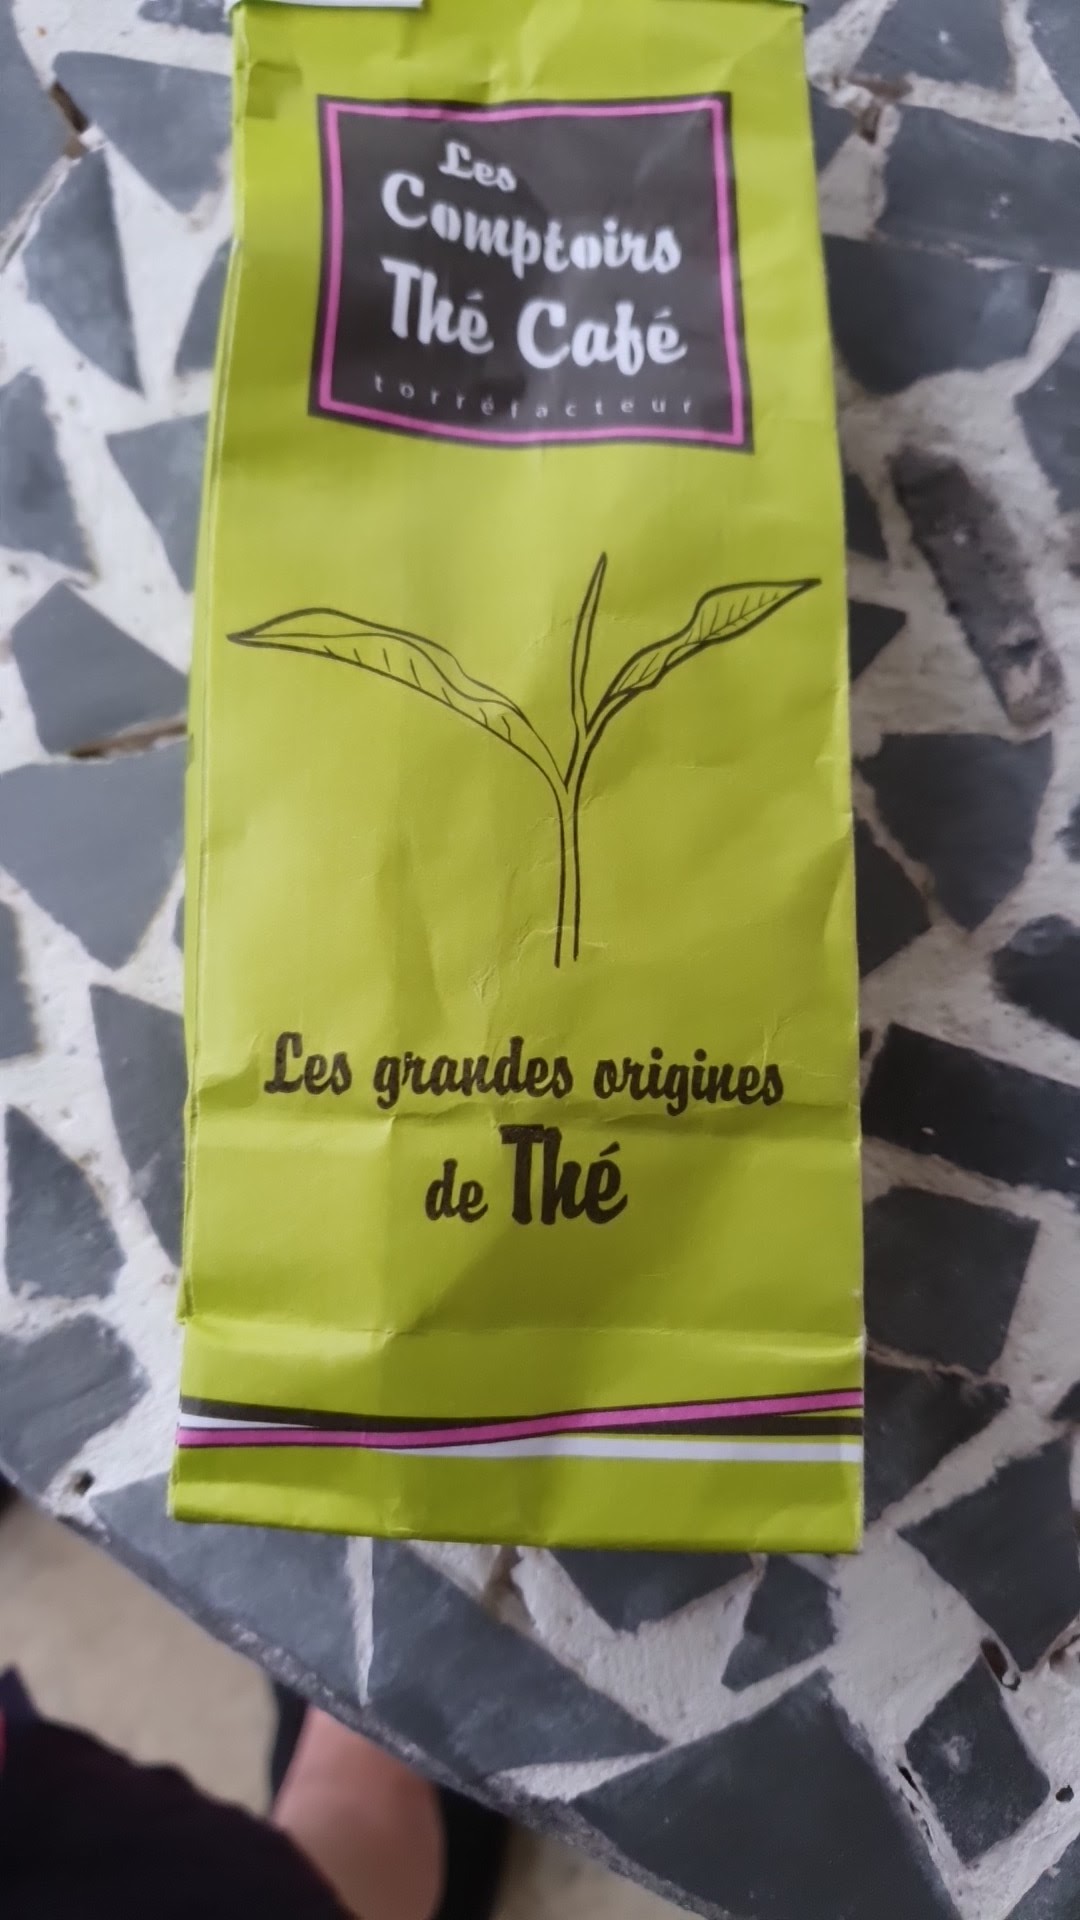 Les
Comptoirs
Thé Café
torréfacteur
Les grandes origines
de Thé